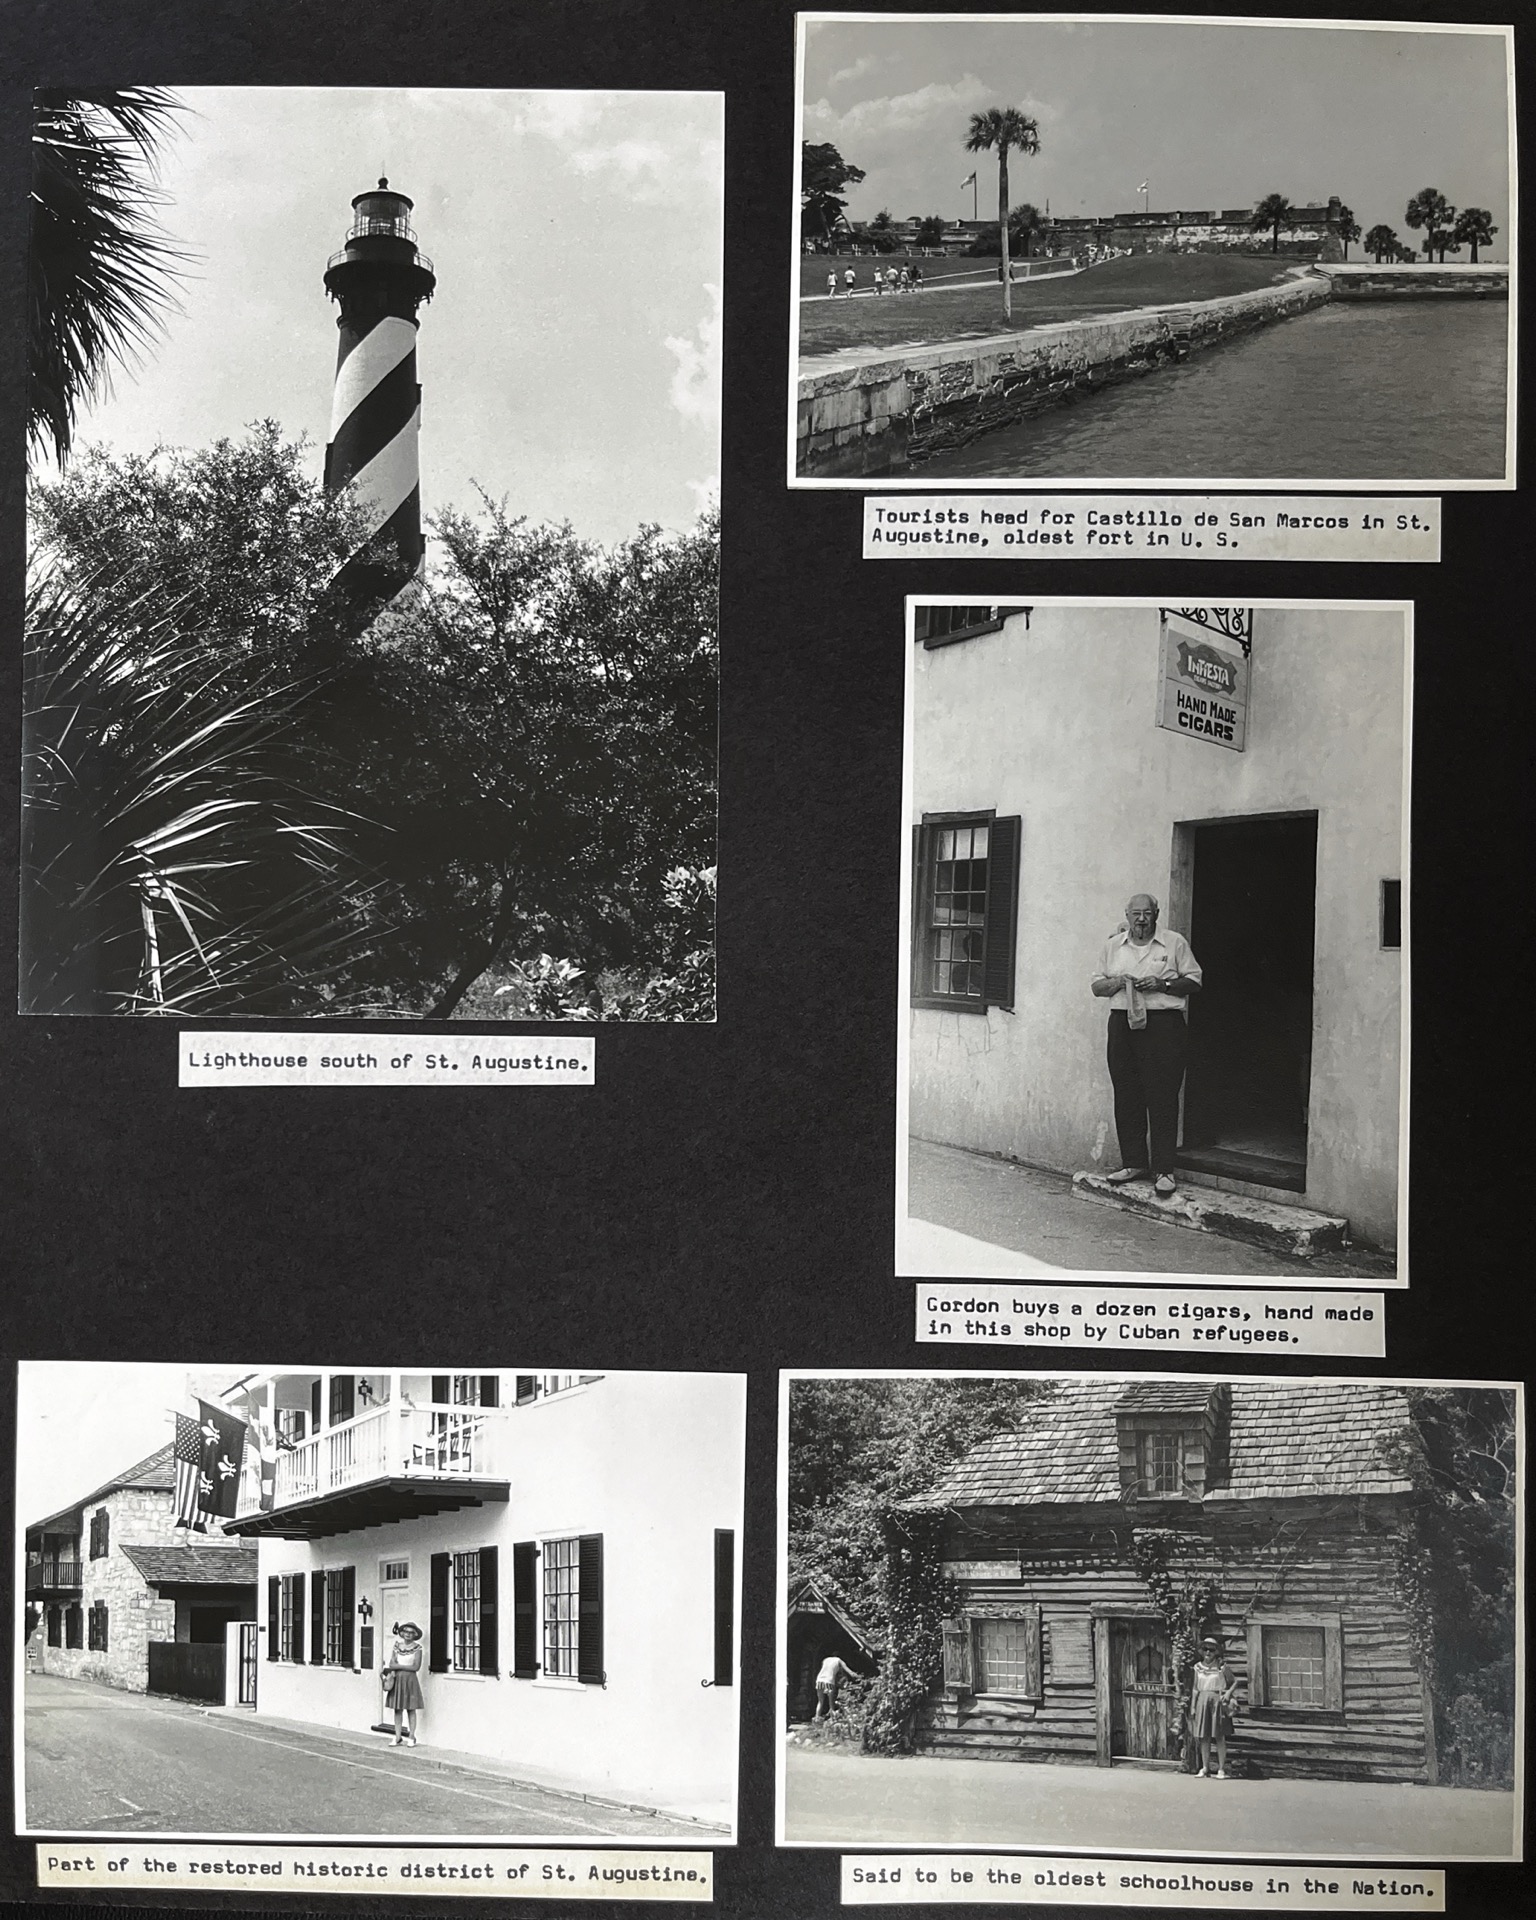 Lighthouse south of St. Augustine.
Tourists head for Castillo de San Marcos in St.
Augustine, oldest fort in U. S.
INFIESTA
HAND MADE
CIGARS
Gordon buys a dozen cigars, hand made
in this shop by Cuban refugees.
Part of the restored historic district of St. Augustine.
ENTRANCE
Said to be the oldest schoolhouse in the Nation.